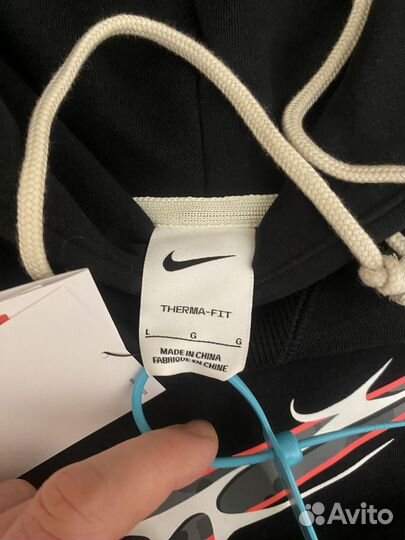 THERMA-FIT
L G G
MADE IN CHINA
FABRIQUÉ EN CHINE
Avito